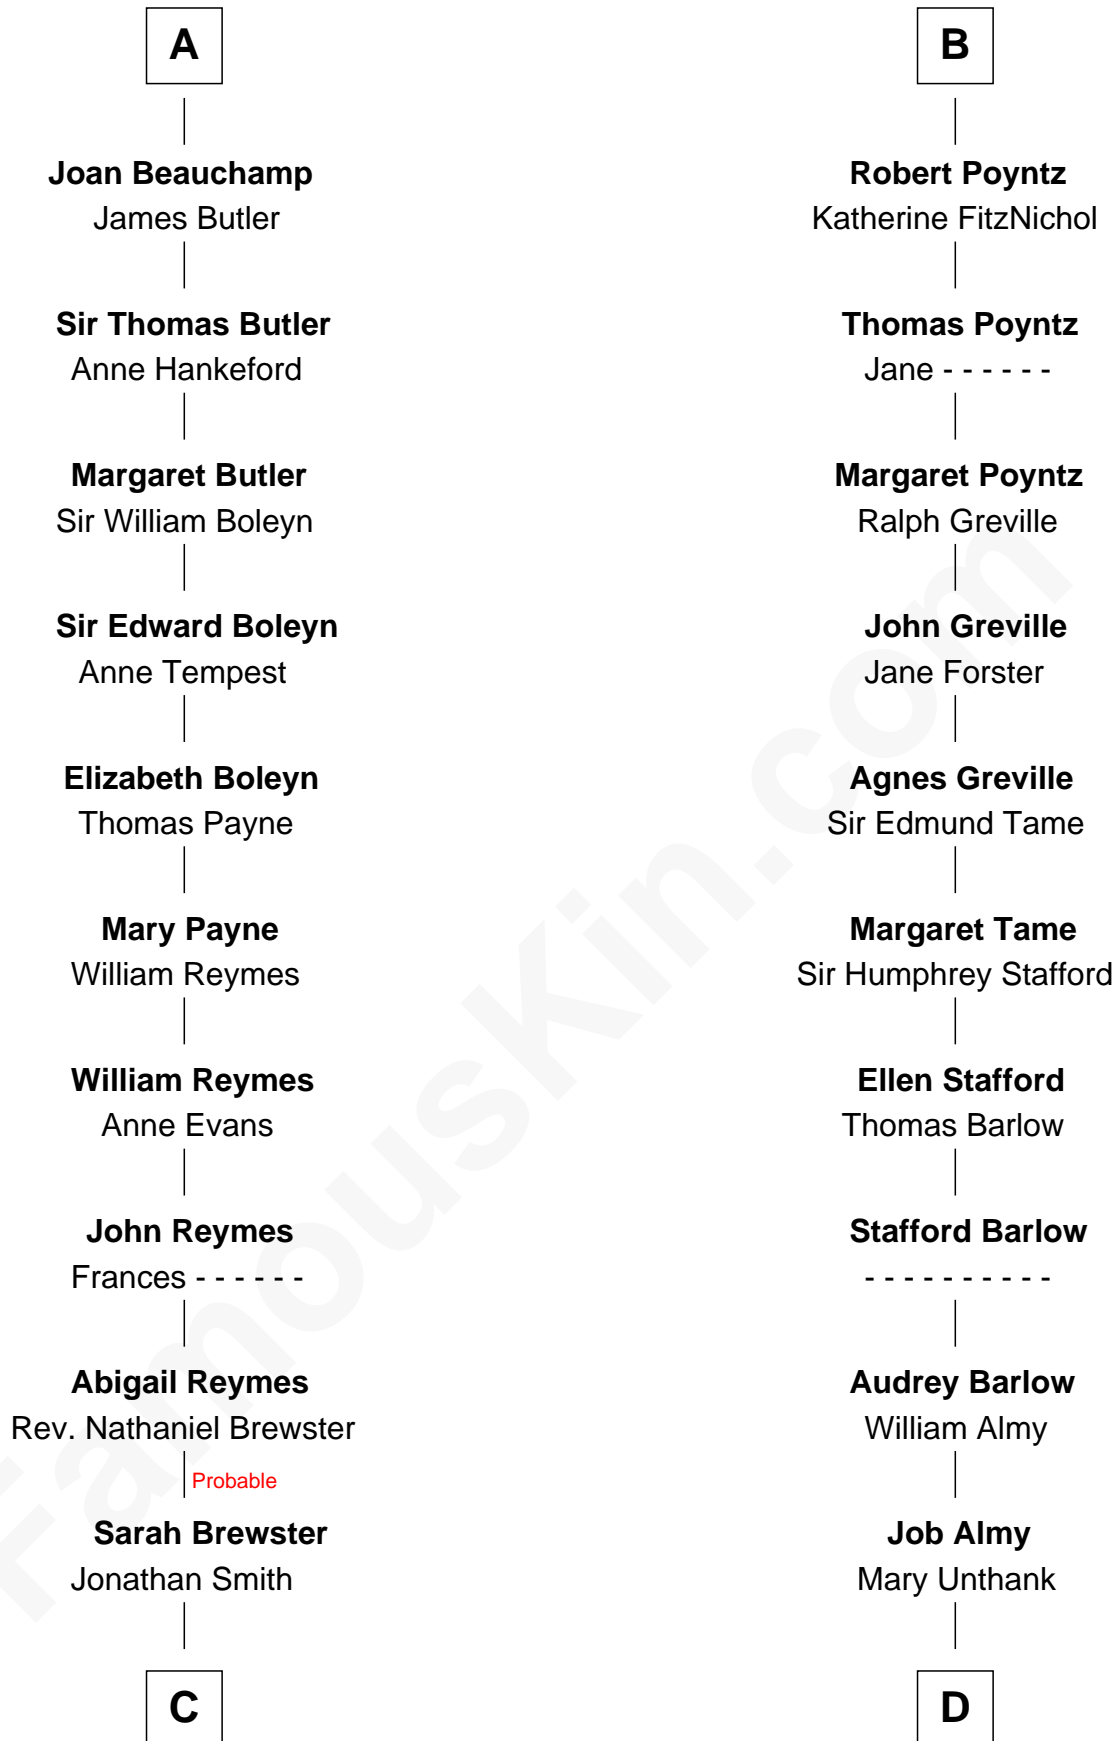 A
Joan Beauchamp
James Butler
Sir Thomas Butler
Anne Hankeford
Margaret Butler
Sir William Boleyn
Sir Edward Boleyn
Anne Tempest
Elizabeth Boleyn
Thomas Payne
Mary Payne
William Reymes
William Reymes
Anne Evans
John Reymes
Frances - - - - - -
Abigail Reymes
Rev. Nathaniel Brewster
Probable
Sarah Brewster
Jonathan Smith
C
B
Robert Poyntz
Katherine FitzNichol
Thomas Poyntz
Jane - - - - - -
Margaret Poyntz
Ralph Greville
John Greville
Jane Forster
Agnes Greville
Sir Edmund Tame
Margaret Tame
Sir Humphrey Stafford
Ellen Stafford
Thomas Barlow
Stafford Barlow
- - - - - - - - - -
Audrey Barlow
William Almy
Job Almy
Mary Unthank
D
FamousKin.com